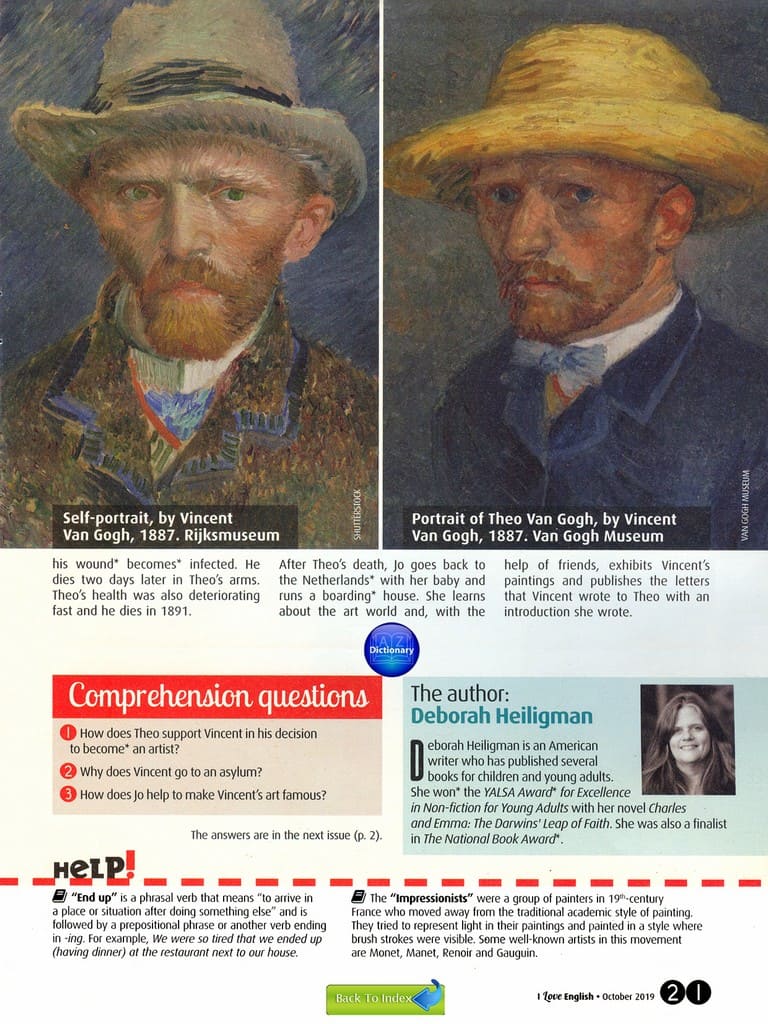 Self-portrait, by Vincent
Van Gogh, 1887. Rijksmuseum
SHUTTERSTOCK
Portrait of Theo Van Gogh, by Vincent
Van Gogh, 1887. Van Gogh Museum
VAN GOGH MUSEUM
his wound* becomes* infected. He
dies two days later in Theo's arms.
Theo's health was also deteriorating
fast and he dies in 1891.
After Theo's death, Jo goes back to
the Netherlands* with her baby and
runs a boarding* house. She learns
about the art world and, with the
help of friends, exhibits Vincent's
paintings and publishes the letters
that Vincent wrote to Theo with an
introduction she wrote.
A Z
Dictionary
Comprehension questions
1 How does Theo support Vincent in his decision
to become* an artist?
2 Why does Vincent go to an asylum?
3 How does Jo help to make Vincent's art famous?
The answers are in the next issue (p. 2).
The author:
Deborah Heiligman
Deborah Heiligman is an American
writer who has published several
books for children and young adults.
She won* the YALSA Award* for Excellence
in Non-fiction for Young Adults with her novel Charles
and Emma: The Darwins' Leap of Faith. She was also a finalist
in The National Book Award*.
HELP!
"End up" is a phrasal verb that means "to arrive in
a place or situation after doing something else" and is
followed by a prepositional phrase or another verb ending
in -ing. For example, We were so tired that we ended up
(having dinner) at the restaurant next to our house.
The "Impressionists" were a group of painters in 19th-century
France who moved away from the traditional academic style of painting.
They tried to represent light in their paintings and painted in a style where
brush strokes were visible. Some well-known artists in this movement
are Monet, Manet, Renoir and Gauguin.
Back To Index
I Love English • October 2019 21